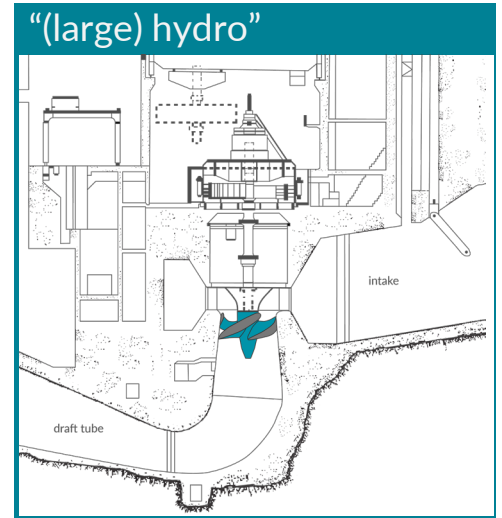 “(large) hydro”
intake
draft tube